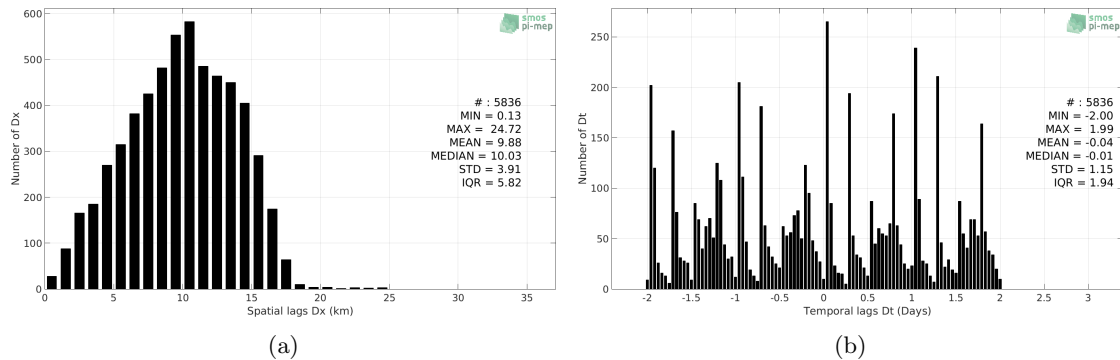 600
500
400
300
200
100
0
Number of Dx
0 5 10 15 20 25 30 35
Spatial lags Dx (km)
smos
pi-mep
# : 5836
MIN = 0.13
MAX = 24.72
MEAN = 9.88
MEDIAN = 10.03
STD = 3.91
IQR = 5.82
(a)
250
200
150
100
50
0
Number of Dt
-2 -1.5 -1 -0.5 0 0.5 1 1.5 2 2.5 3
Temporal lags Dt (Days)
smos
pi-mep
# : 5836
MIN = -2.00
MAX = 1.99
MEAN = -0.04
MEDIAN = -0.01
STD = 1.15
IQR = 1.94
(b)